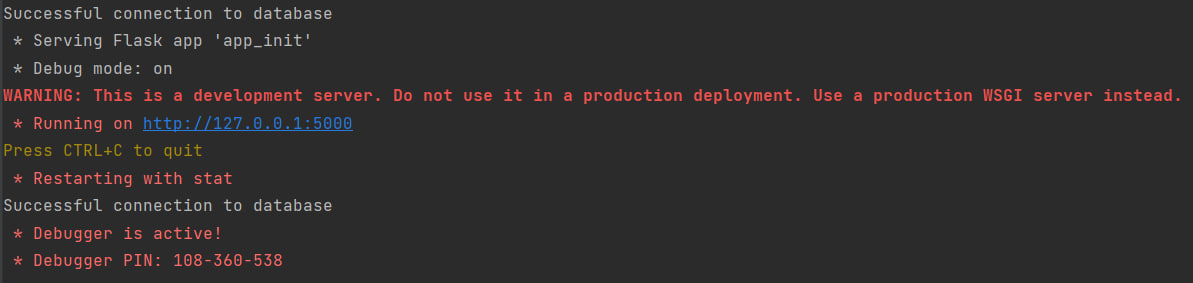 Successful connection to database
* Serving Flask app 'app_init'
* Debug mode: on
WARNING: This is a development server. Do not use it in a production deployment. Use a production WSGI server instead.
* Running on http://127.0.0.1:5000
Press CTRL+C to quit
* Restarting with stat
Successful connection to database
* Debugger is active!
* Debugger PIN: 108-360-538